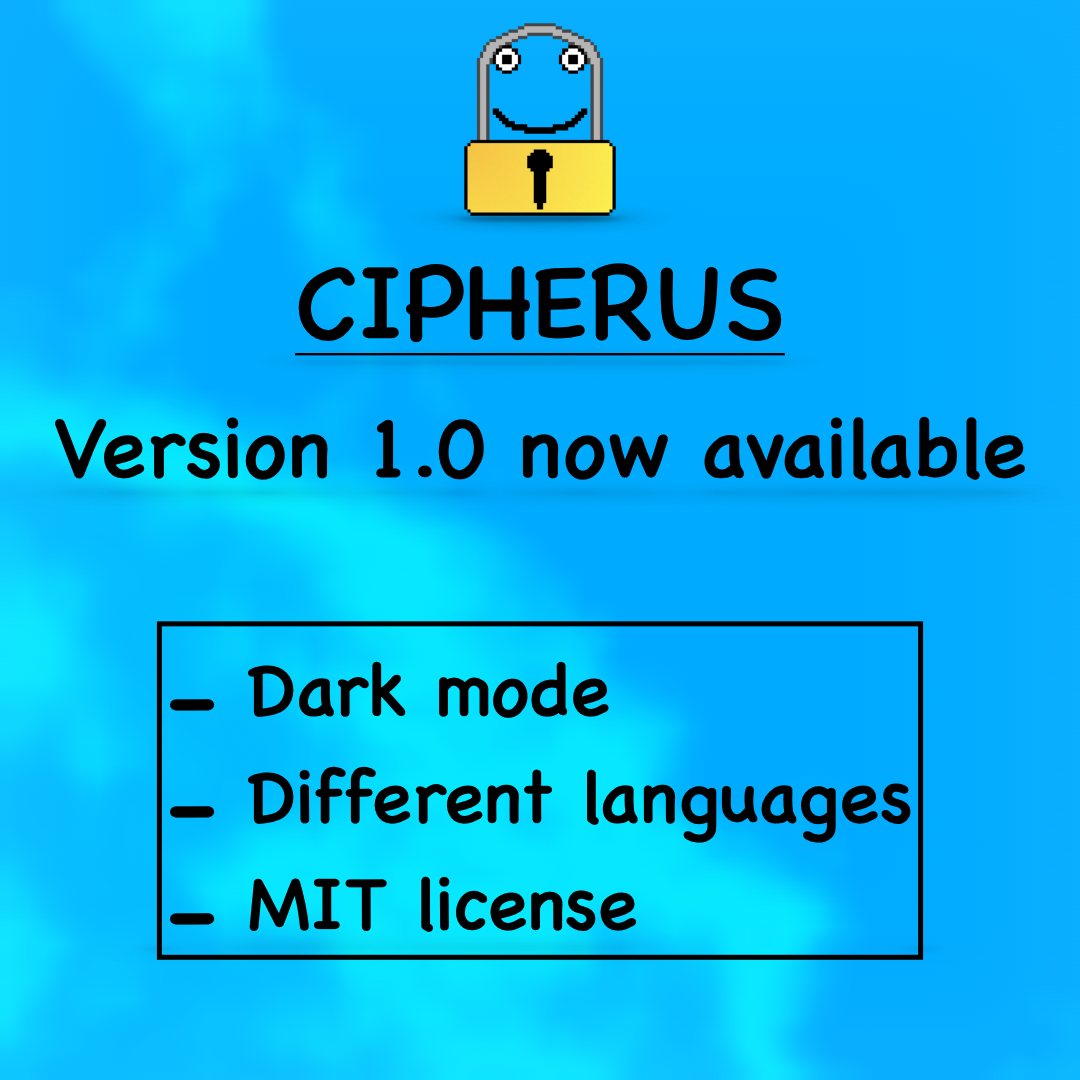 CIPHERUS
Version 1.0 now available
- Dark mode
- Different languages
- MIT license